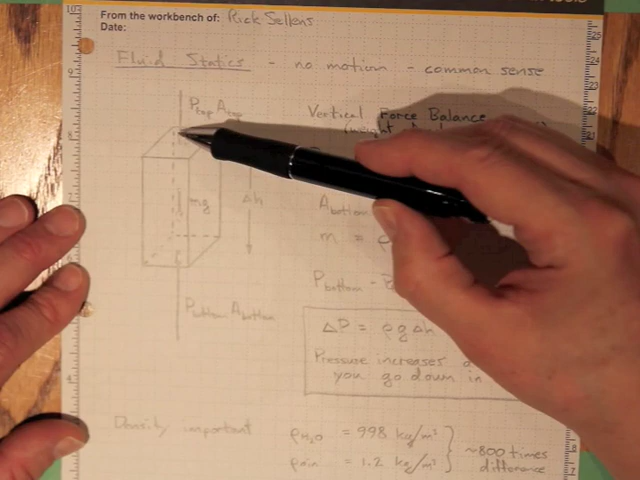 From the workbench of: Rick Sellens
Date:
Fluid Statics - no motion - common sense
Ptop Atop
Vertical Force Balance
mg
Δh
Abottom
m =
Pbottom -
Pbottom Abottom
ΔP = ρ g Δh
Pressure increases
you go down in
Density important
ρH2O = 998 kg/m³
ρair = 1.2 kg/m³
~800 times
difference